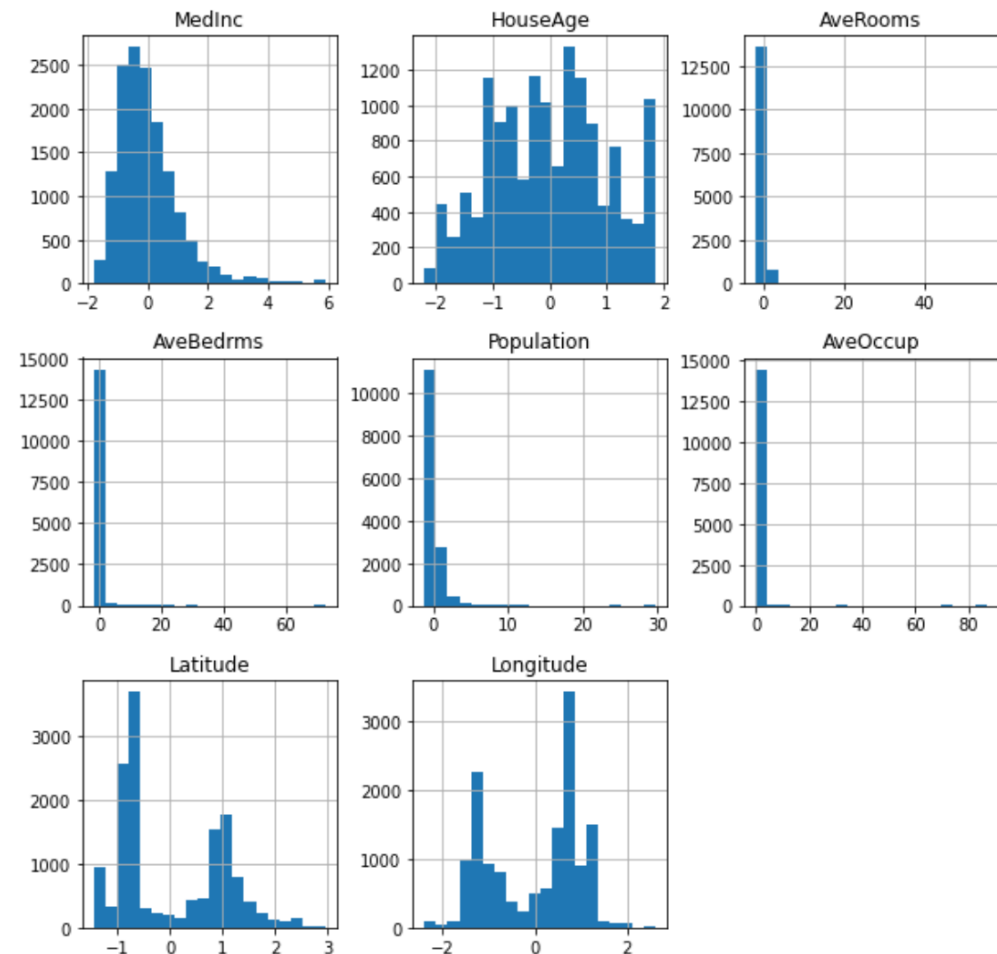 MedInc
2500
2000
1500
1000
500
0
−2 0 2 4 6
HouseAge
1200
1000
800
600
400
200
0
−2 −1 0 1 2
AveRooms
12500
10000
7500
5000
2500
0
0 20 40
AveBedrms
15000
12500
10000
7500
5000
2500
0
0 20 40 60
Population
10000
8000
6000
4000
2000
0
0 10 20 30
AveOccup
15000
12500
10000
7500
5000
2500
0
0 20 40 60 80
Latitude
3000
2000
1000
0
−1 0 1 2 3
Longitude
3000
2000
1000
0
−2 0 2